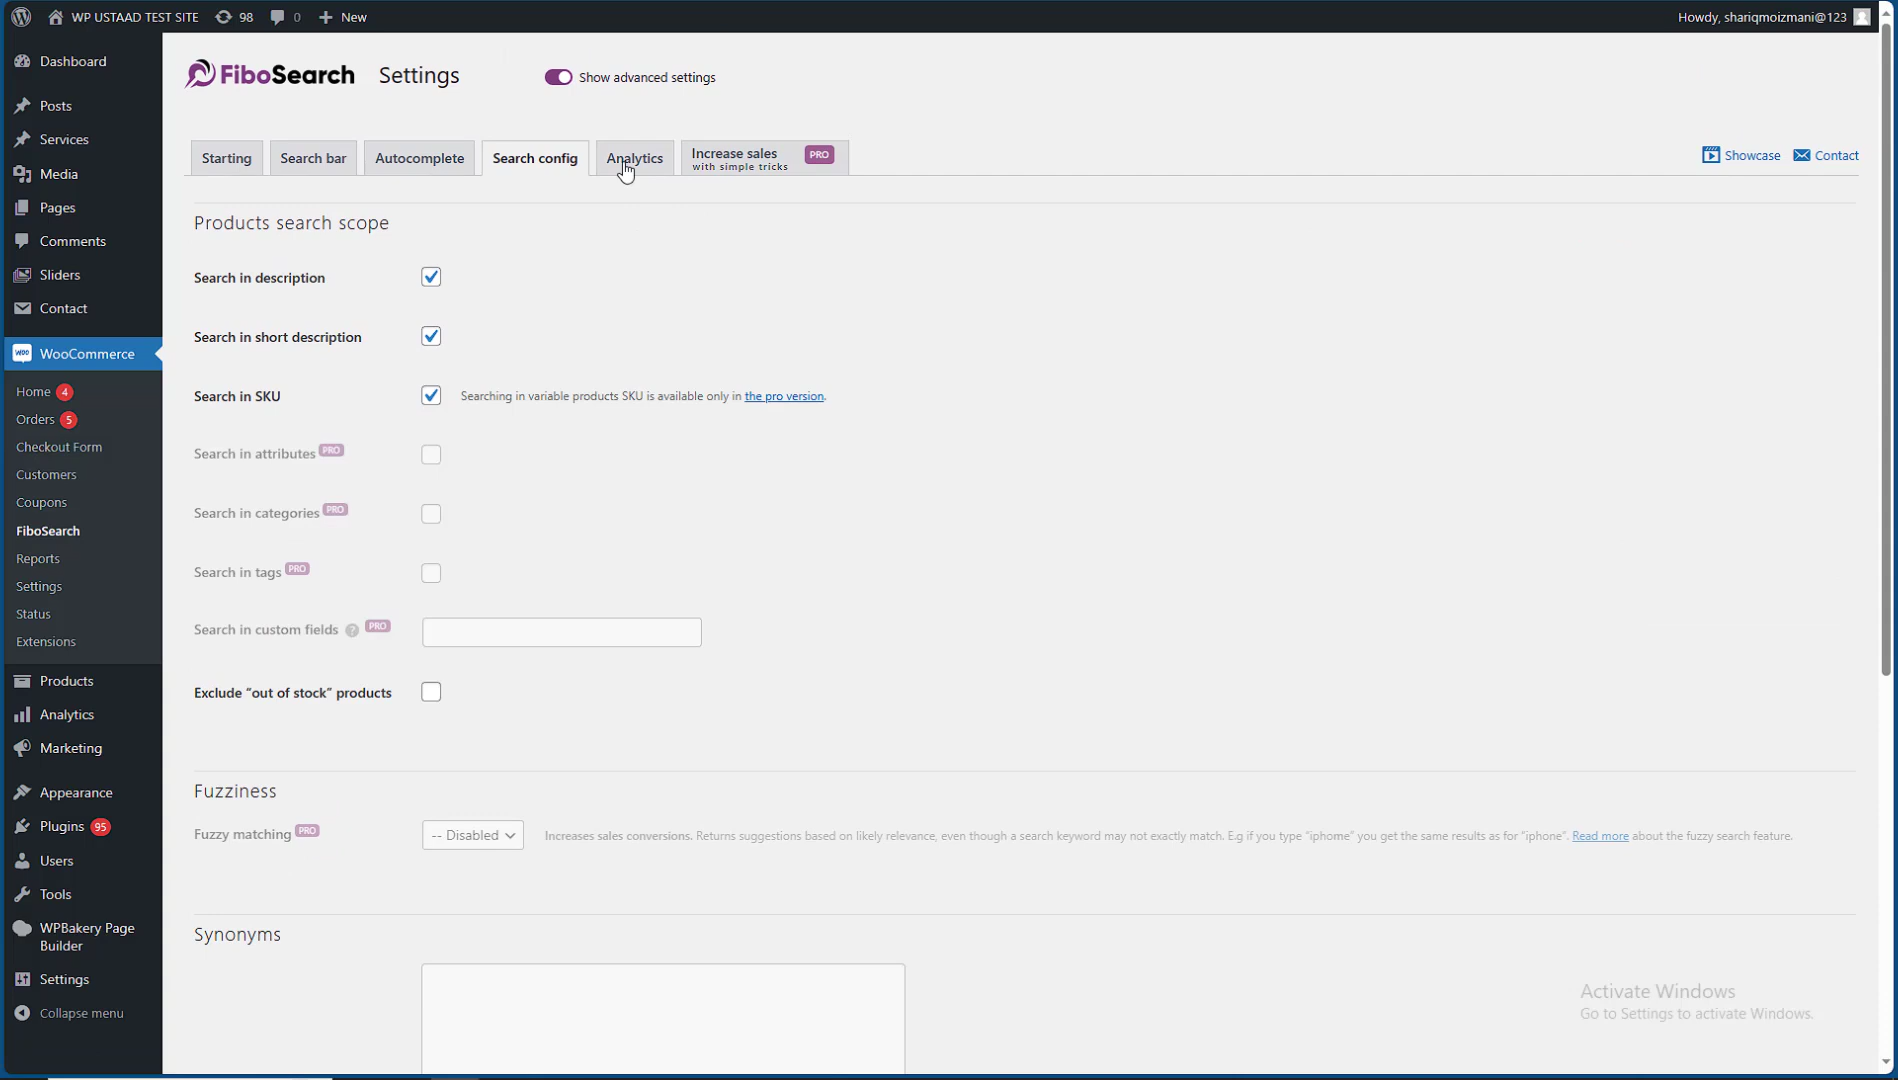 WP USTAAD TEST SITE 98 0 New Howdy, shariqmoizmani@123
Dashboard
Posts
Services
Media
Pages
Comments
Sliders
Contact
WooCommerce
Home 4
Orders 5
Checkout Form
Customers
Coupons
FiboSearch
Reports
Settings
Status
Extensions
Products
Analytics
Marketing
Appearance
Plugins 95
Users
Tools
WPBakery Page
Builder
Settings
Collapse menu
FiboSearch Settings Show advanced settings
Starting Search bar Autocomplete Search config Analytics Increase sales PRO
with simple tricks
Showcase Contact
Products search scope
Search in description
Search in short description
Search in SKU Searching in variable products SKU is available only in the pro version.
Search in attributes PRO
Search in categories PRO
Search in tags PRO
Search in custom fields ? PRO
Exclude “out of stock” products
Fuzziness
Fuzzy matching PRO -- Disabled Increases sales conversions. Returns suggestions based on likely relevance, even though a search keyword may not exactly match. E.g if you type “iphome” you get the same results as for “iphone”. Read more about the fuzzy search feature.
Synonyms
Activate Windows
Go to Settings to activate Windows.